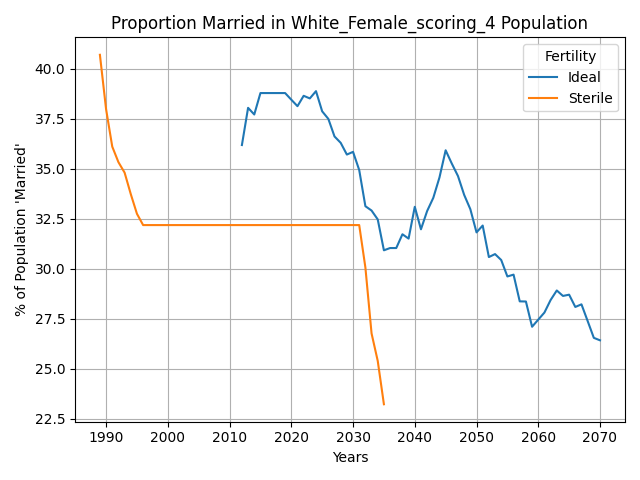 Proportion Married in White_Female_scoring_4 Population
Fertility
Ideal
Sterile
% of Population 'Married'
40.0
37.5
35.0
32.5
30.0
27.5
25.0
22.5
1990 2000 2010 2020 2030 2040 2050 2060 2070
Years